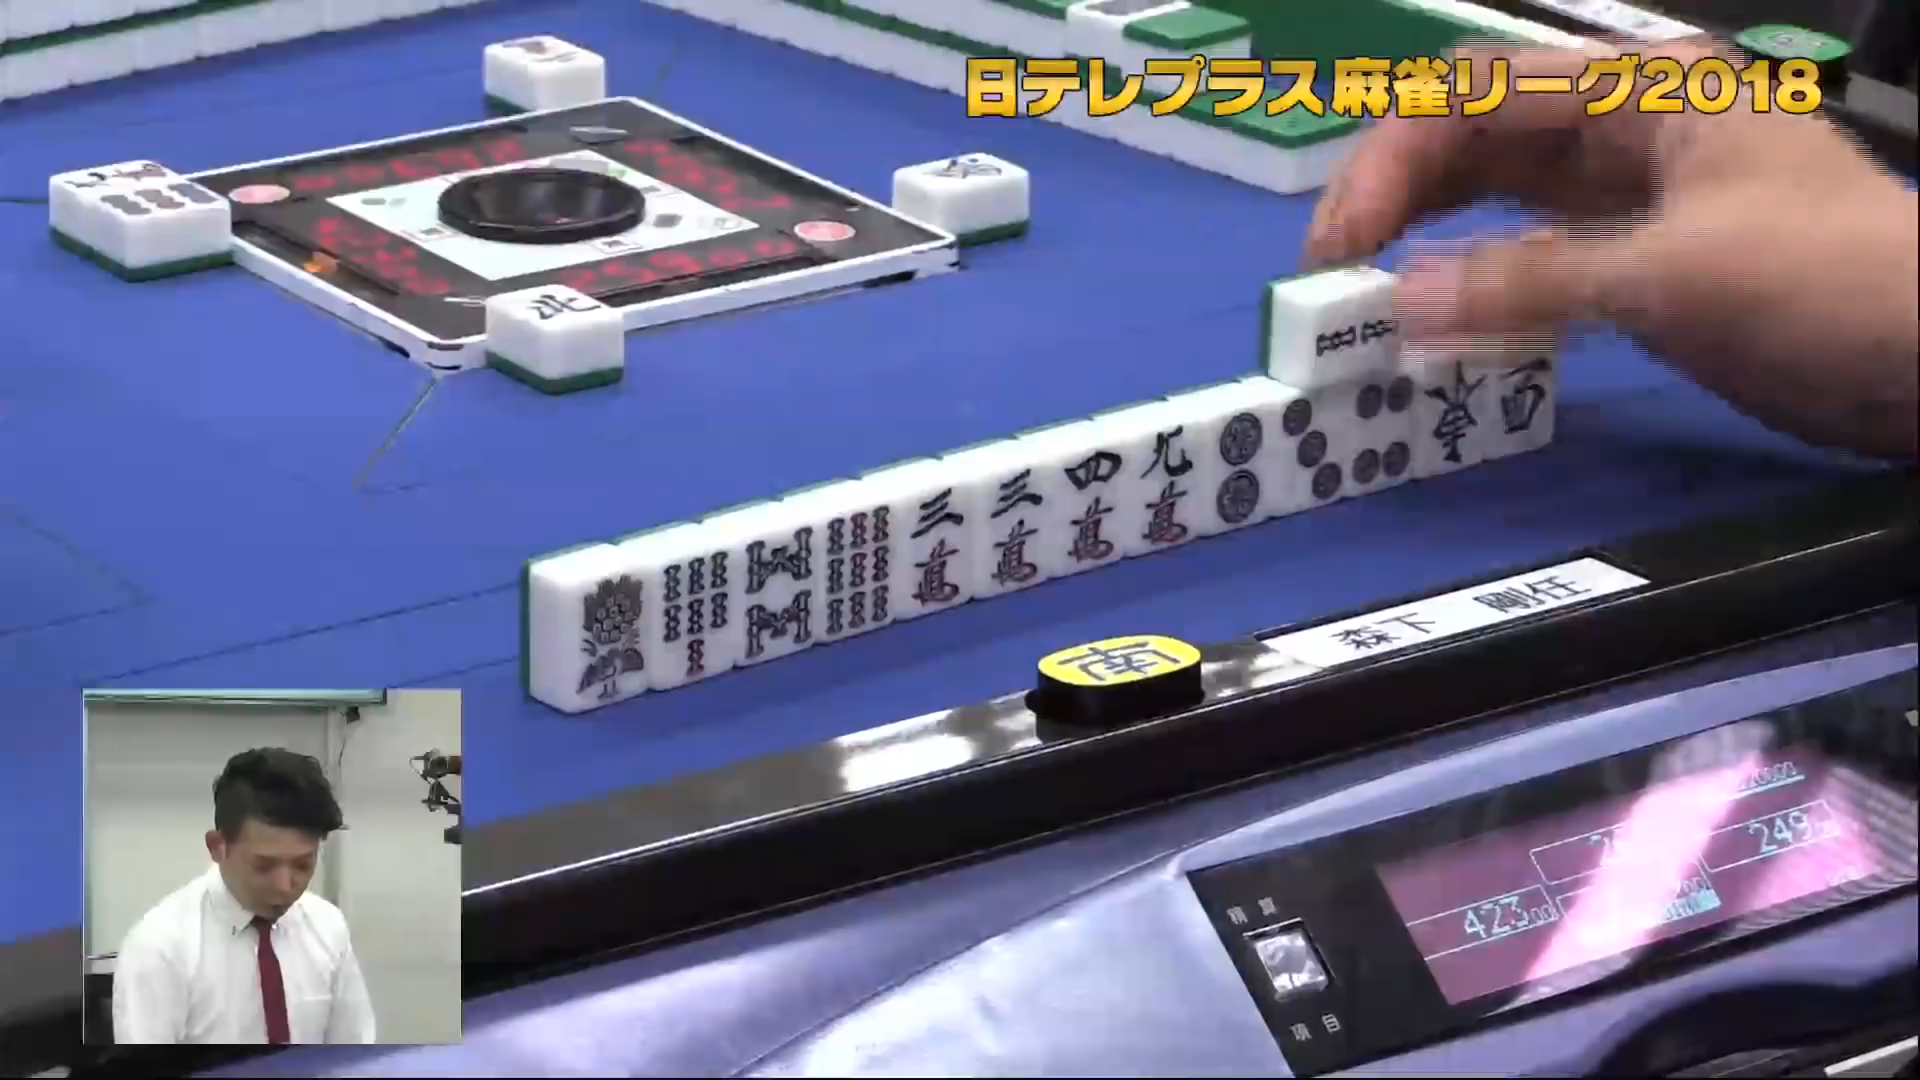 日テレプラス麻雀リーグ2018
北
三 三 四 九
萬 萬 萬 萬
東 西
南
森下 剛任
249
423
精算
項目